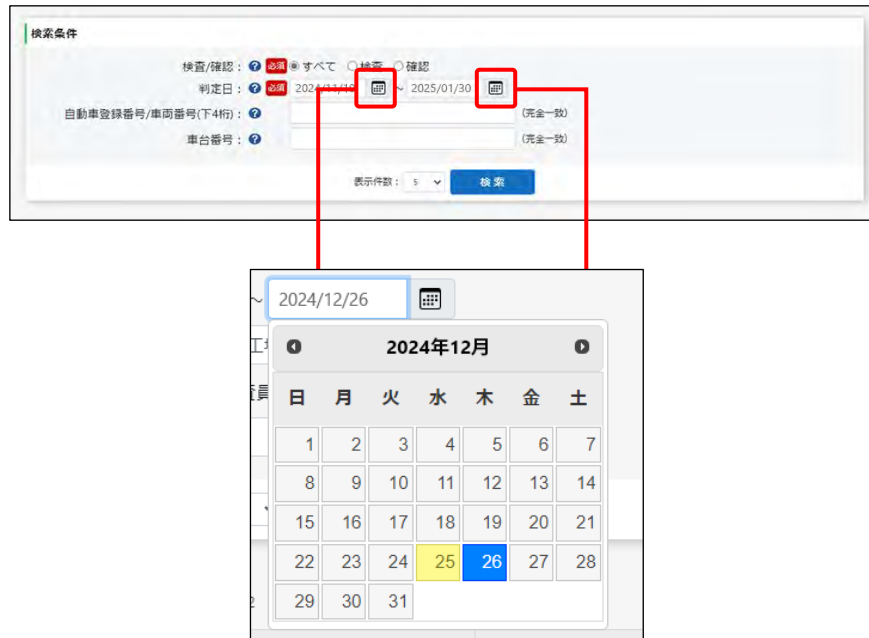 検索条件
検査/確認： ? 必須 すべて 検査 確認
判定日： ? 必須 2024/11/19 ～ 2025/01/30
自動車登録番号/車両番号(下4桁)： ? (完全一致)
車台番号： ? (完全一致)
表示件数： 5 検索
～ 2024/12/26
2024年12月
日 月 火 水 木 金 土
1 2 3 4 5 6 7
8 9 10 11 12 13 14
15 16 17 18 19 20 21
22 23 24 25 26 27 28
29 30 31